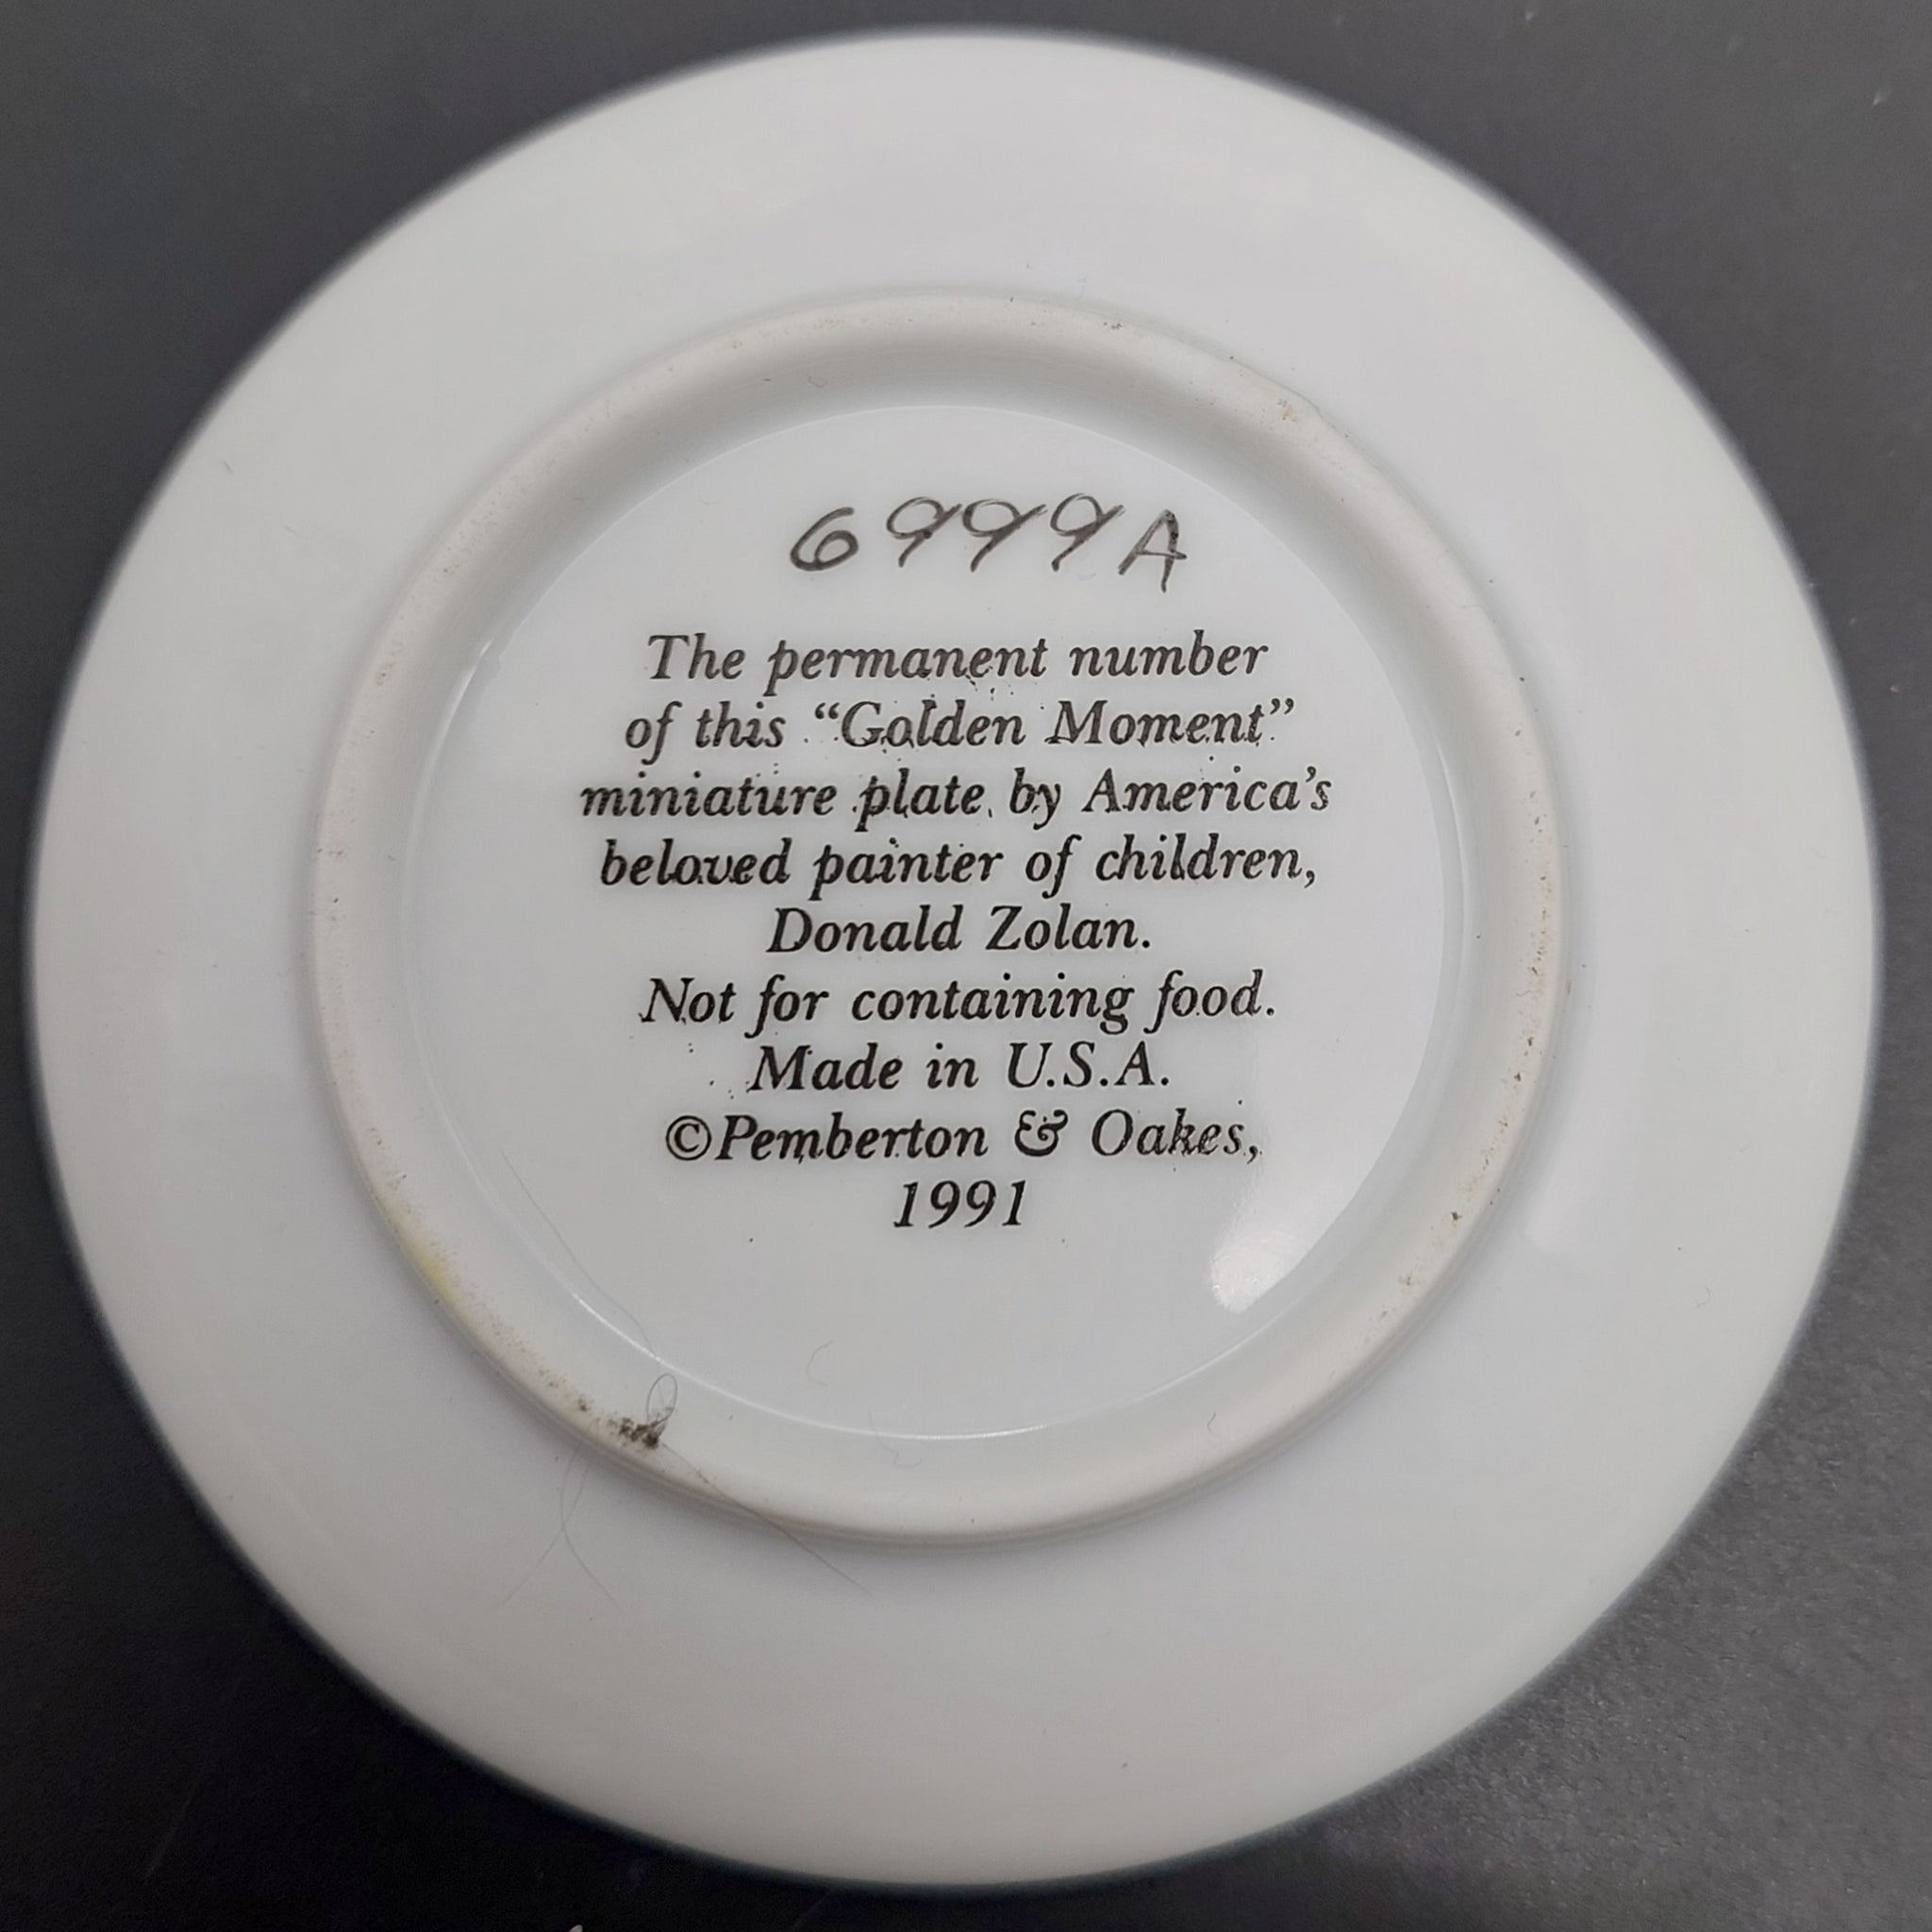 6999A
The permanent number
of this “Golden Moment”
miniature plate by America’s
beloved painter of children,
Donald Zolan.
Not for containing food.
Made in U.S.A.
©Pemberton & Oakes,
1991